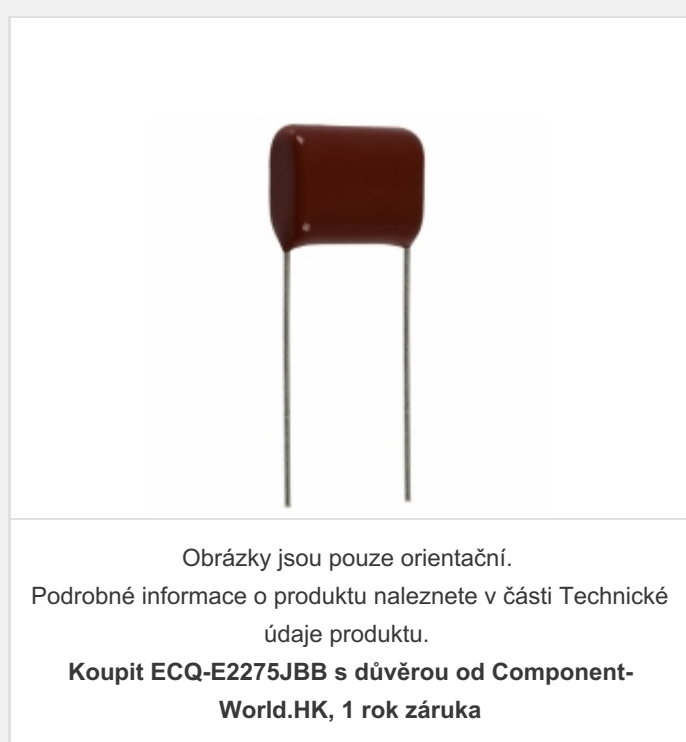 Obrázky jsou pouze orientační.
Podrobné informace o produktu naleznete v části Technické
údaje produktu.
Koupit ECQ-E2275JBB s důvěrou od Component-
World.HK, 1 rok záruka